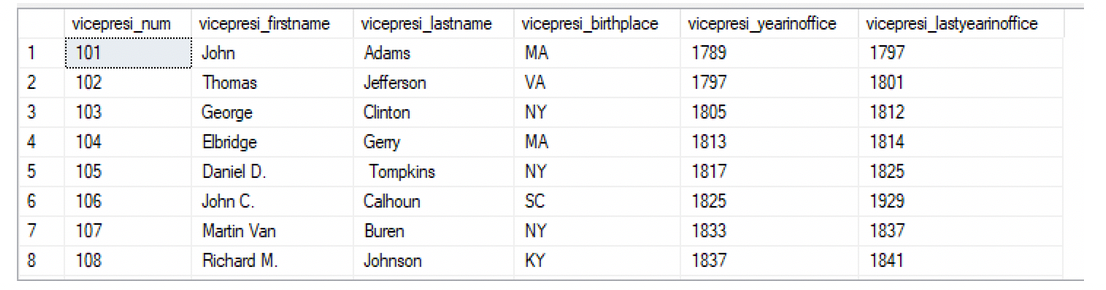 vicepresi_num vicepresi_firstname vicepresi_lastname vicepresi_birthplace vicepresi_yearinoffice vicepresi_lastyearinoffice
1 101 John Adams MA 1789 1797
2 102 Thomas Jefferson VA 1797 1801
3 103 George Clinton NY 1805 1812
4 104 Elbridge Gerry MA 1813 1814
5 105 Daniel D. Tompkins NY 1817 1825
6 106 John C. Calhoun SC 1825 1929
7 107 Martin Van Buren NY 1833 1837
8 108 Richard M. Johnson KY 1837 1841